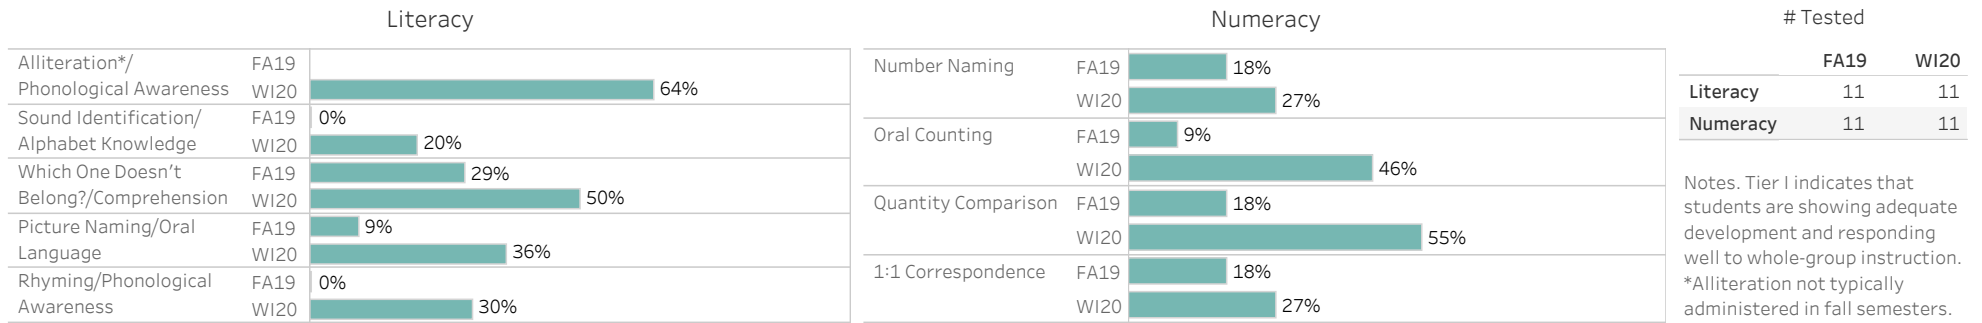 Literacy
Alliteration*/
Phonological Awareness
FA19
WI20 64%
Sound Identification/
Alphabet Knowledge
FA19 0%
WI20 20%
Which One Doesn't
Belong?/Comprehension
FA19 29%
WI20 50%
Picture Naming/Oral
Language
FA19 9%
WI20 36%
Rhyming/Phonological
Awareness
FA19 0%
WI20 30%
Numeracy
Number Naming
FA19 18%
WI20 27%
Oral Counting
FA19 9%
WI20 46%
Quantity Comparison
FA19 18%
WI20 55%
1:1 Correspondence
FA19 18%
WI20 27%
# Tested
FA19 WI20
Literacy 11 11
Numeracy 11 11
Notes. Tier I indicates that
students are showing adequate
development and responding
well to whole-group instruction.
*Alliteration not typically
administered in fall semesters.